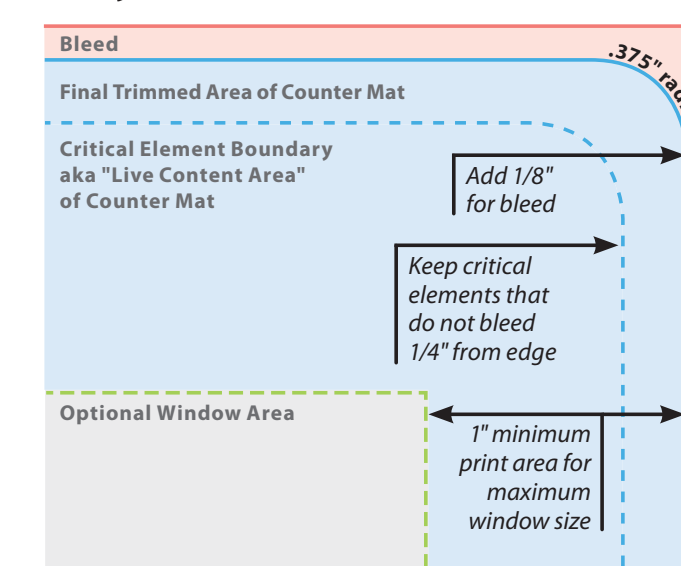 Bleed
.375"
Final Trimmed Area of Counter Mat
Critical Element Boundary
aka "Live Content Area"
of Counter Mat
Add 1/8"
for bleed
Keep critical
elements that
do not bleed
1/4" from edge
Optional Window Area
1" minimum
print area for
maximum
window size